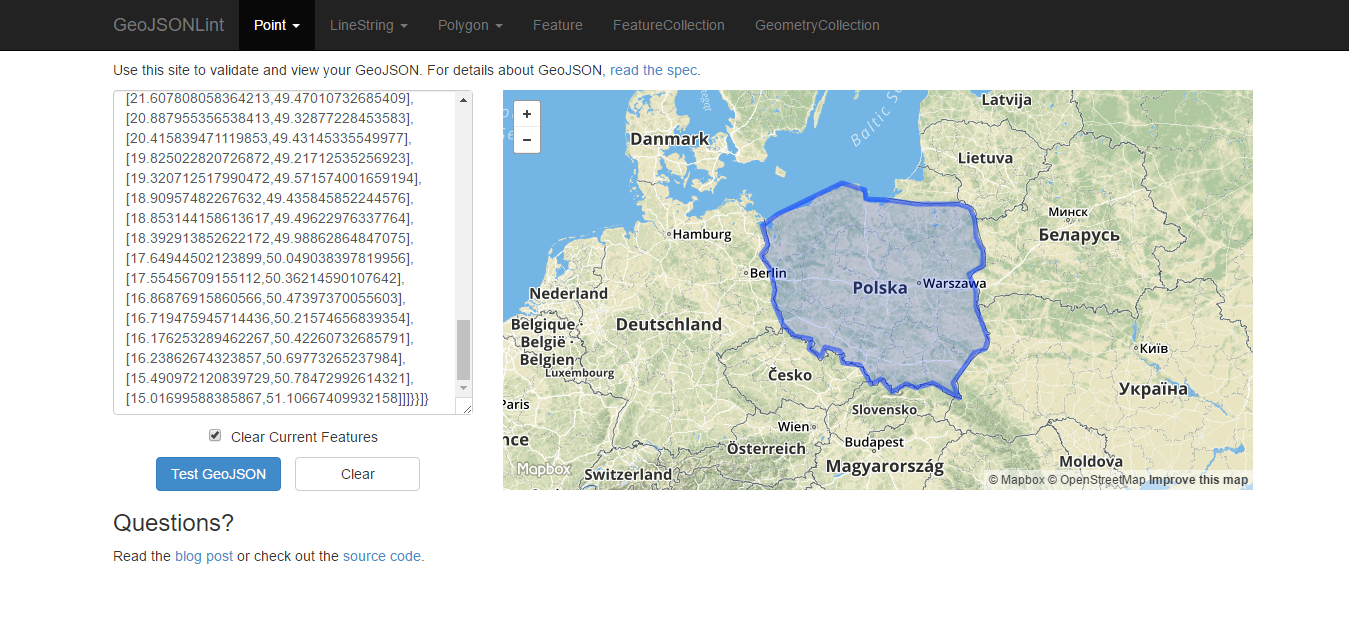 GeoJSONLint Point LineString Polygon Feature FeatureCollection GeometryCollection
Use this site to validate and view your GeoJSON. For details about GeoJSON, read the spec.
[21.607808058364213,49.47010732685409],
[20.887955356538413,49.32877228453583],
[20.415839471119853,49.43145335549977],
[19.825022820726872,49.21712535256923],
[19.320712517990472,49.571574001659194],
[18.90957482267632,49.435845852244576],
[18.853144158613617,49.49622976337764],
[18.392913852622172,49.98862864847075],
[17.64944502123899,50.049038397819956],
[17.55456709155112,50.36214590107642],
[16.86876915860566,50.47397370055603],
[16.719475945714436,50.21574656839354],
[16.176253289462267,50.42260732685791],
[16.23862674323857,50.69773265237984],
[15.490972120839729,50.78472992614321],
[15.01699588385867,51.10667409932158]]]}}]}
Clear Current Features
Test GeoJSON Clear
Questions?
Read the blog post or check out the source code.
+
−
Latvija
Danmark
Baltic
Lietuva
Минск
Hamburg
Беларусь
Berlin
Nederland
Polska
Warszawa
Belgique
België
Belgien
Deutschland
Luxembourg
Київ
Česko
Україна
Paris
Slovensko
Wien
Budapest
Österreich
Magyarország
Moldova
Switzerland
Mapbox
© Mapbox © OpenStreetMap Improve this map